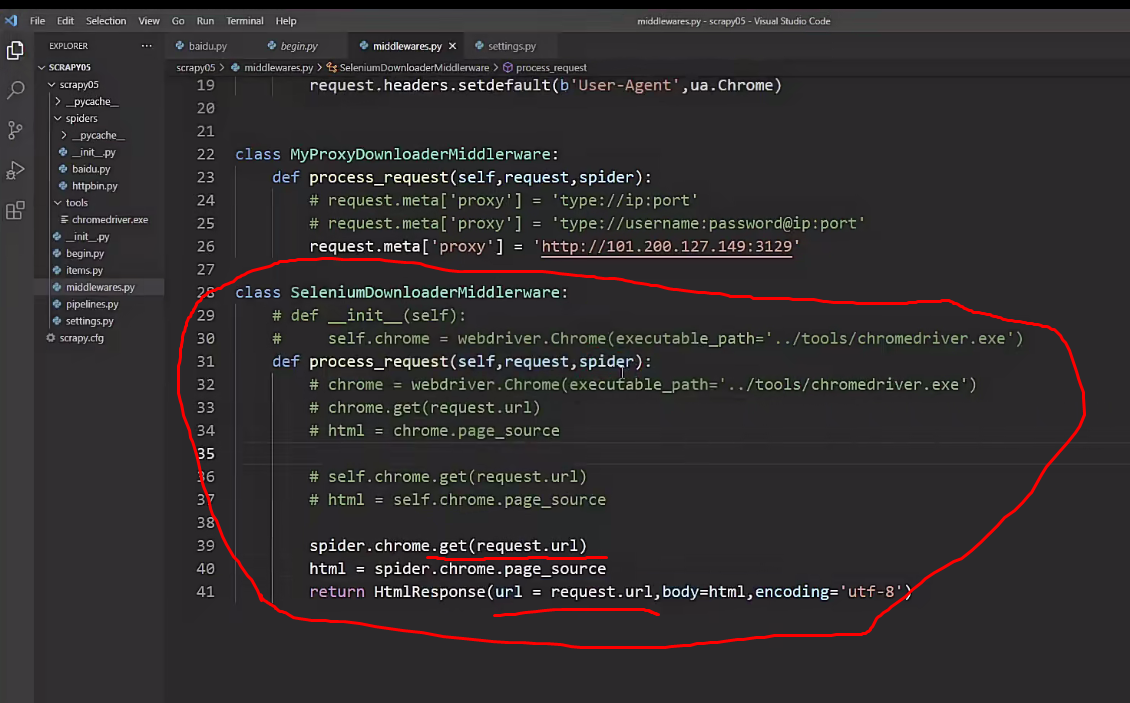 File Edit Selection View Go Run Terminal Help middlewares.py - scrapy05 - Visual Studio Code
EXPLORER ···
SCRAPY05
scrapy05
__pycache__
spiders
__pycache__
__init__.py
baidu.py
httpbin.py
tools
chromedriver.exe
__init__.py
begin.py
items.py
middlewares.py
pipelines.py
settings.py
scrapy.cfg
baidu.py begin.py middlewares.py settings.py
scrapy05 > middlewares.py > SeleniumDownloaderMiddlerware > process_request
19 request.headers.setdefault(b'User-Agent',ua.Chrome)
20
21
22 class MyProxyDownloaderMiddlerware:
23 def process_request(self,request,spider):
24 # request.meta['proxy'] = 'type://ip:port'
25 # request.meta['proxy'] = 'type://username:password@ip:port'
26 request.meta['proxy'] = 'http://101.200.127.149:3129'
27
28 class SeleniumDownloaderMiddlerware:
29 # def __init__(self):
30 # self.chrome = webdriver.Chrome(executable_path='../tools/chromedriver.exe')
31 def process_request(self,request,spider):
32 # chrome = webdriver.Chrome(executable_path='../tools/chromedriver.exe')
33 # chrome.get(request.url)
34 # html = chrome.page_source
35
36 # self.chrome.get(request.url)
37 # html = self.chrome.page_source
38
39 spider.chrome.get(request.url)
40 html = spider.chrome.page_source
41 return HtmlResponse(url = request.url,body=html,encoding='utf-8')